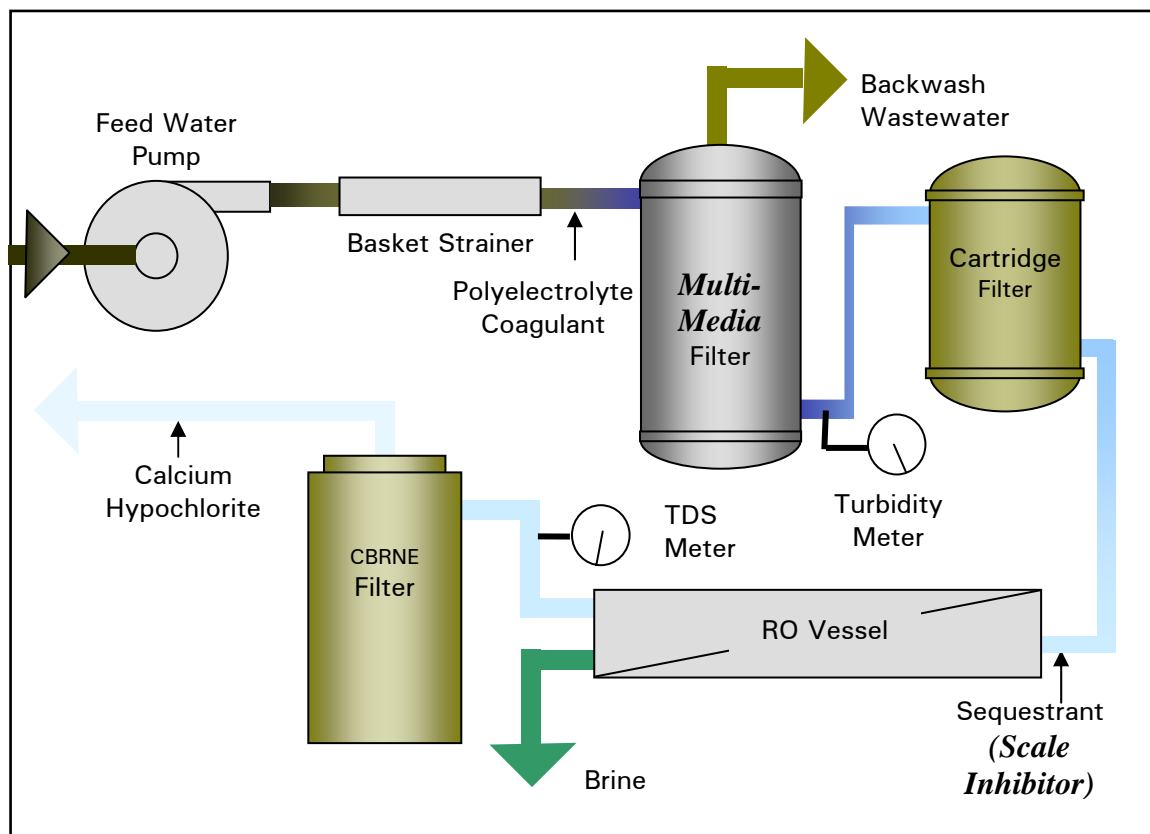 Feed Water
Pump
Basket Strainer
Polyelectrolyte
Coagulant
Multi-
Media
Filter
Backwash
Wastewater
Cartridge
Filter
Turbidity
Meter
Sequestrant
(Scale
Inhibitor)
RO Vessel
Brine
TDS
Meter
CBRNE
Filter
Calcium
Hypochlorite